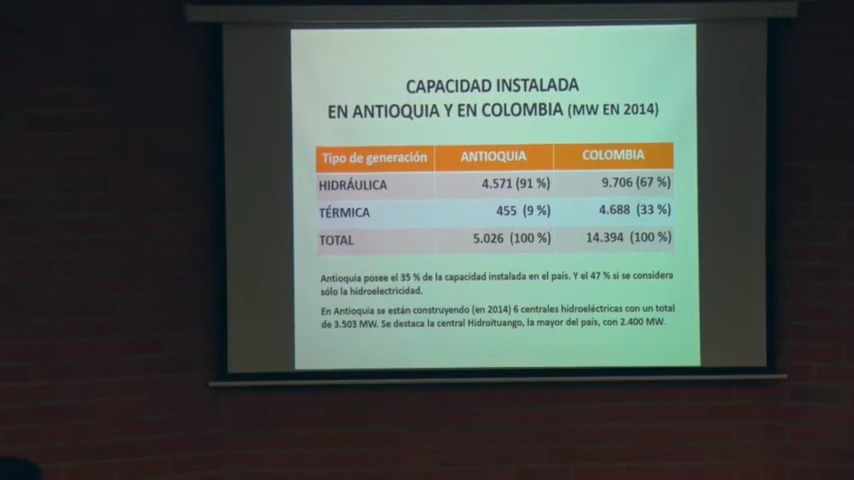 CAPACIDAD INSTALADA
EN ANTIOQUIA Y EN COLOMBIA (MW EN 2014)
Tipo de generación ANTIOQUIA COLOMBIA
HIDRÁULICA 4.571 (91 %) 9.706 (67 %)
TÉRMICA 455 (9 %) 4.688 (33 %)
TOTAL 5.026 (100 %) 14.394 (100 %)
Antioquia posee el 35 % de la capacidad instalada en el país. Y el 47 % si se considera
sólo la hidroelectricidad.
En Antioquia se están construyendo (en 2014) 6 centrales hidroeléctricas con un total
de 3.503 MW. Se destaca la central Hidroituango, la mayor del país, con 2.400 MW.